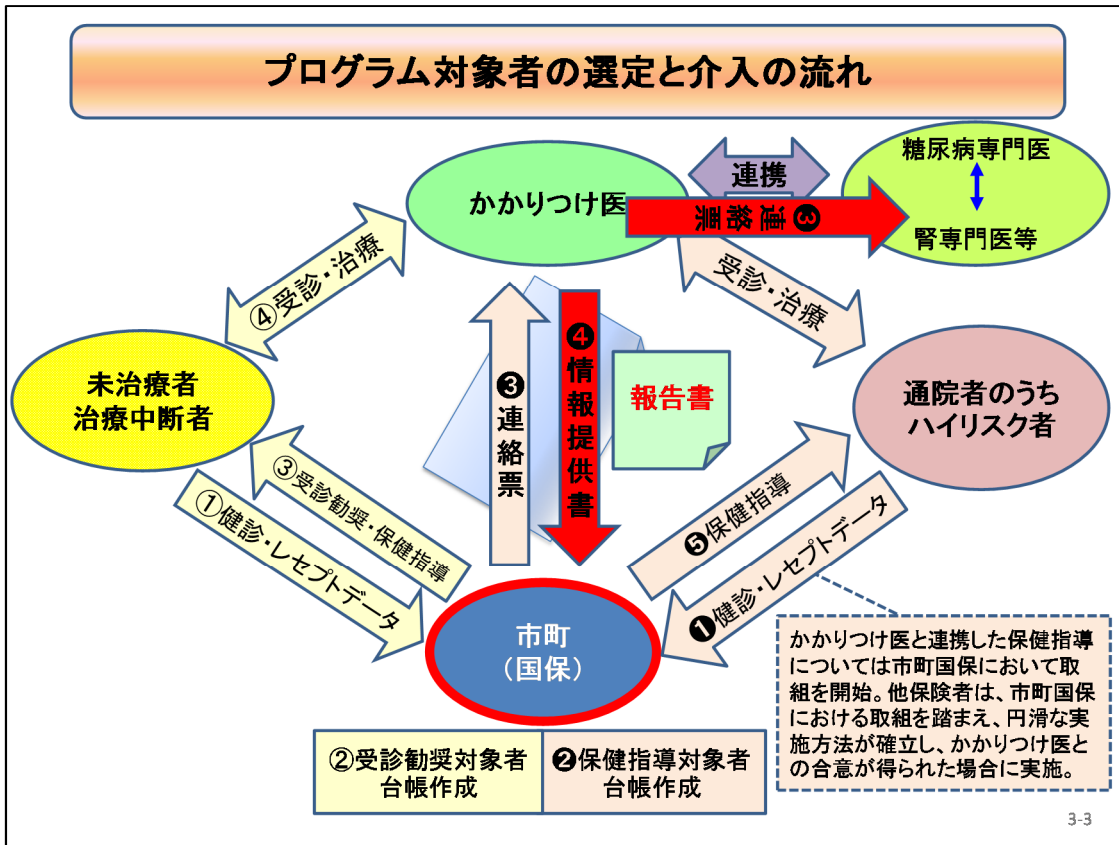 プログラム対象者の選定と介入の流れ
糖尿病専門医
連携
かかりつけ医
❸連絡票
腎専門医等
④受診・治療
受診・治療
未治療者
治療中断者
❸連絡票
❹情報提供書
報告書
通院者のうち
ハイリスク者
③受診勧奨・保健指導
①健診・レセプトデータ
❺保健指導
❶健診・レセプトデータ
市町
(国保)
かかりつけ医と連携した保健指導
については市町国保において取
組を開始。他保険者は、市町国保
における取組を踏まえ、円滑な実
施方法が確立し、かかりつけ医と
の合意が得られた場合に実施。
②受診勧奨対象者
台帳作成
❷保健指導対象者
台帳作成
3-3